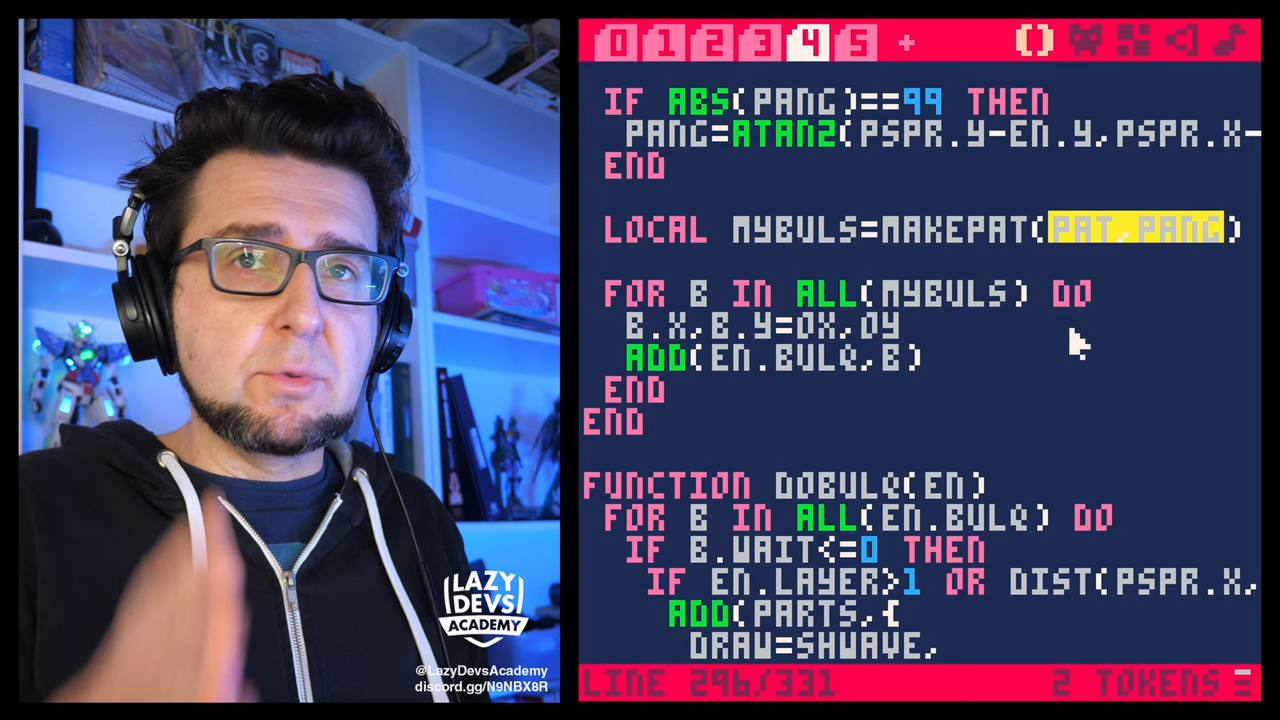 LAZY
DEVS
ACADEMY
@LazyDevsAcademy
discord.gg/N9NBX8R
0 1 2 3 4 5 +
IF ABS(PANG)==99 THEN
PANG=ATAN2(PSPR.Y-EN.Y,PSPR.X-
END
LOCAL MYBULS=MAKEPAT(PAT,PANG)
FOR B IN ALL(MYBULS) DO
B.X,B.Y=OX,OY
ADD(EN.BULQ,B)
END
END
FUNCTION DOBULQ(EN)
FOR B IN ALL(EN.BULQ) DO
IF B.WAIT<=0 THEN
IF EN.LAYER>1 OR DIST(PSPR.X,
ADD(PARTS,{
DRAW=SHWAVE,
LINE 296/331
2 TOKENS